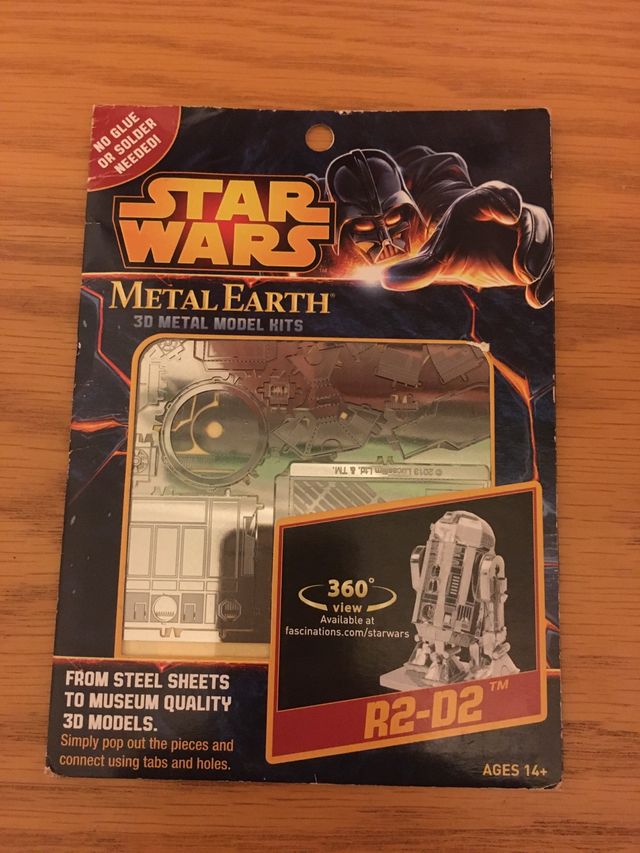 NO GLUE
OR SOLDER
NEEDED!
STAR
WARS™
METAL EARTH®
3D METAL MODEL KITS
© 2013 Lucasfilm Ltd. & TM.
360°
view
Available at
fascinations.com/starwars
R2-D2™
FROM STEEL SHEETS
TO MUSEUM QUALITY
3D MODELS.
Simply pop out the pieces and
connect using tabs and holes.
AGES 14+